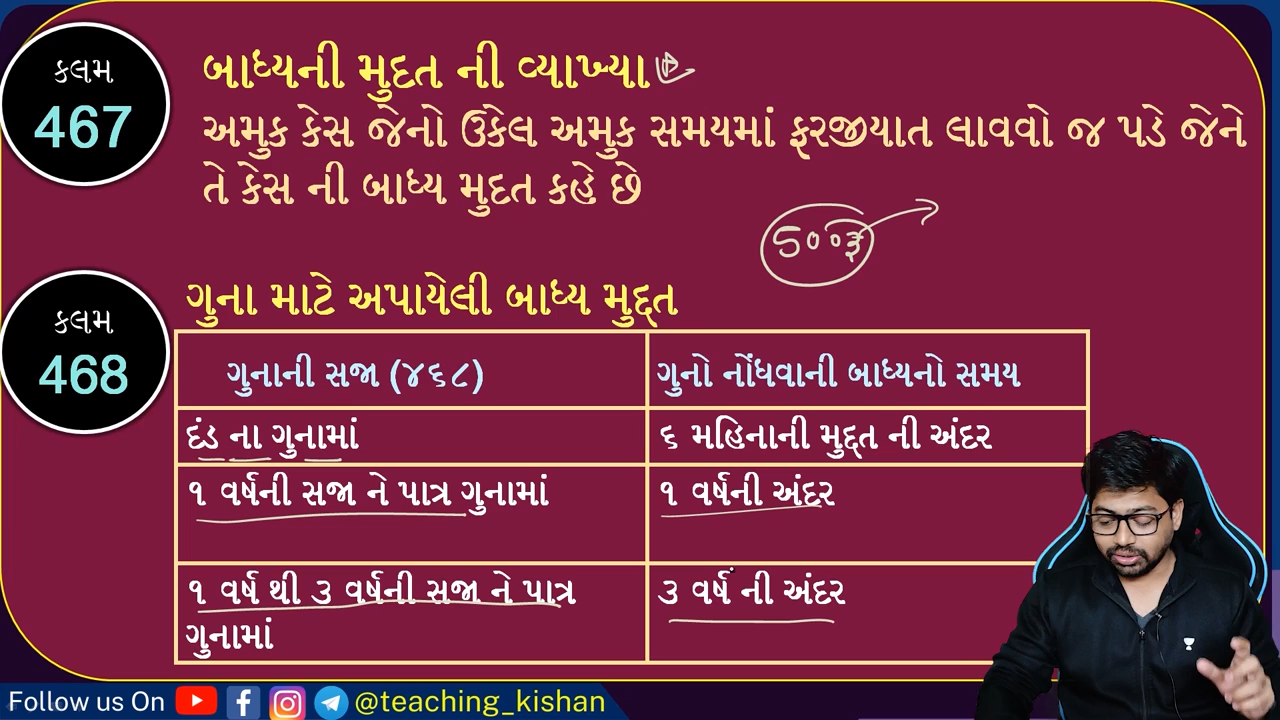 કલમ
467
બાધ્યની મુદત ની વ્યાખ્યા
અમુક કેસ જેનો ઉકેલ અમુક સમયમાં ફરજીયાત લાવવો જ પડે જેને
તે કેસ ની બાધ્ય મુદત કહે છે
500રૂ
કલમ
468
ગુના માટે અપાયેલી બાધ્ય મુદ્દત
ગુનાની સજા (૪૬૮)
ગુનો નોંધવાની બાધ્યનો સમય
દંડ ના ગુનામાં
૬ મહિનાની મુદ્દત ની અંદર
૧ વર્ષની સજા ને પાત્ર ગુનામાં
૧ વર્ષની અંદર
૧ વર્ષ થી ૩ વર્ષની સજા ને પાત્ર
ગુનામાં
૩ વર્ષ ની અંદર
Follow us On @teaching_kishan